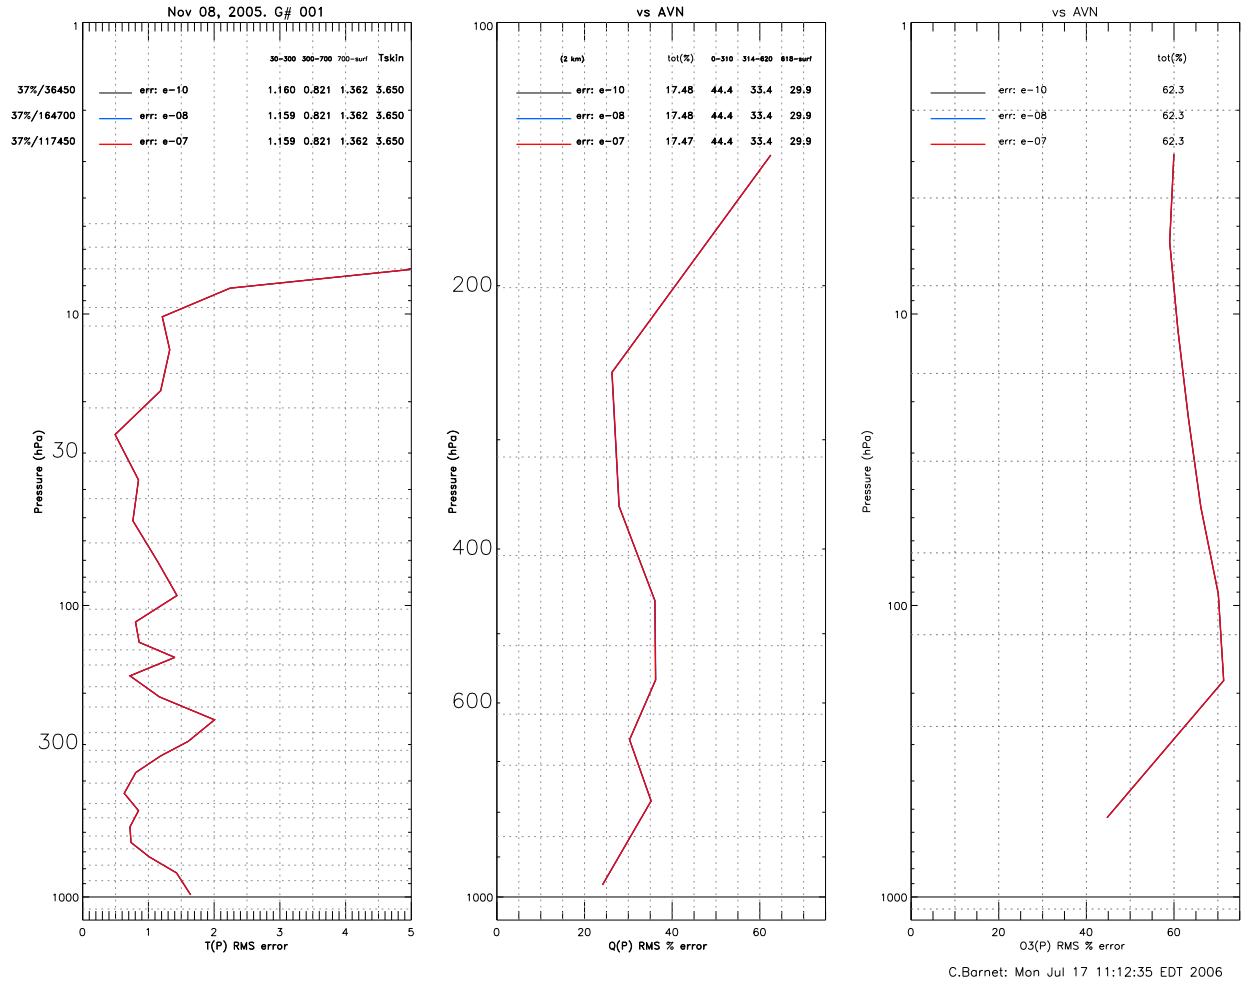 Nov 08, 2005. G# 001
30-300 300-700 700-surf Tskin
37%/36450 err: e-10 1.160 0.821 1.362 3.650
37%/164700 err: e-08 1.159 0.821 1.362 3.650
37%/117450 err: e-07 1.159 0.821 1.362 3.650
1
10
30
100
300
1000
Pressure (hPa)
0 1 2 3 4 5
T(P) RMS error
vs AVN
(2 km) tot(%) 0-310 314-620 618-surf
err: e-10 17.48 44.4 33.4 29.9
err: e-08 17.48 44.4 33.4 29.9
err: e-07 17.47 44.4 33.4 29.9
100
200
400
600
1000
Pressure (hPa)
0 20 40 60
Q(P) RMS % error
vs AVN
tot(%)
err: e-10 62.3
err: e-08 62.3
err: e-07 62.3
1
10
100
1000
Pressure (hPa)
0 20 40 60
O3(P) RMS % error
C.Barnet: Mon Jul 17 11:12:35 EDT 2006